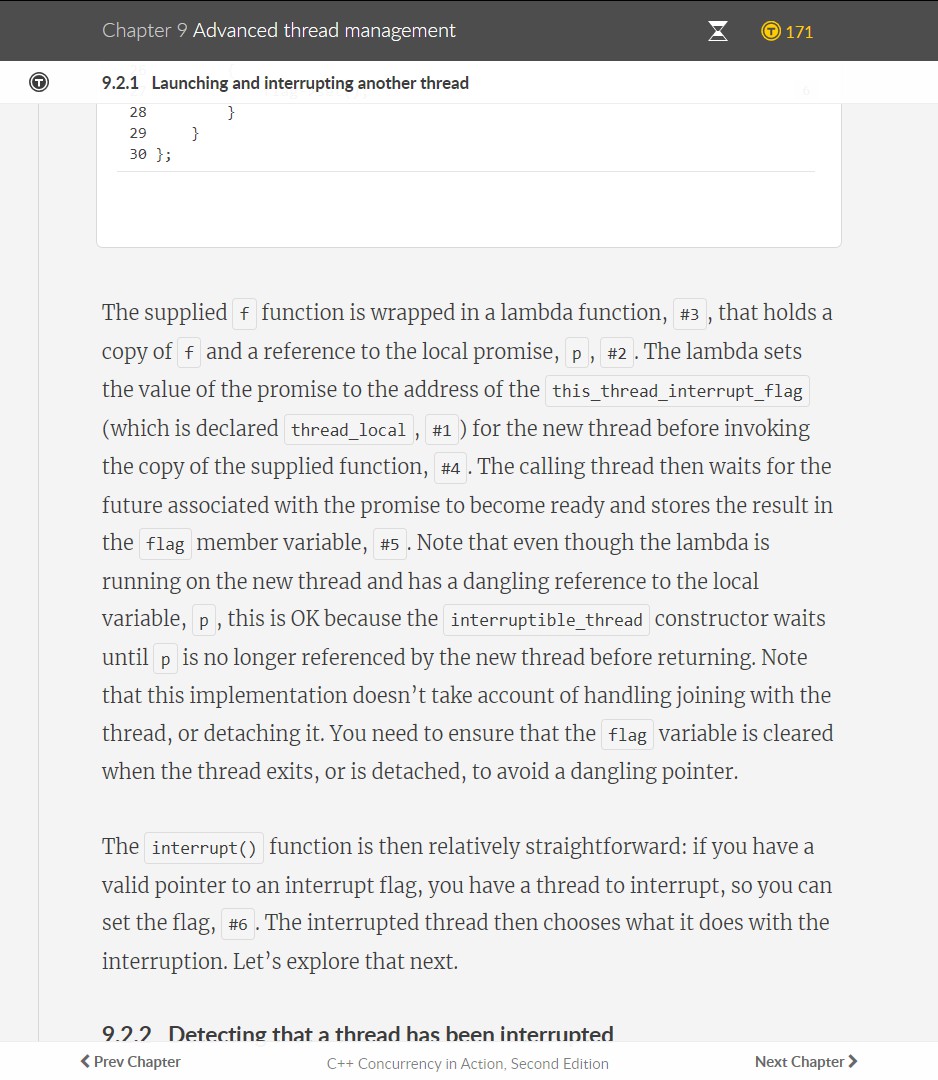 Chapter 9 Advanced thread management
171
9.2.1 Launching and interrupting another thread
6
28 }
29 }
30 };
The supplied f function is wrapped in a lambda function, #3 , that holds a
copy of f and a reference to the local promise, p , #2 . The lambda sets
the value of the promise to the address of the this_thread_interrupt_flag
(which is declared thread_local , #1 ) for the new thread before invoking
the copy of the supplied function, #4 . The calling thread then waits for the
future associated with the promise to become ready and stores the result in
the flag member variable, #5 . Note that even though the lambda is
running on the new thread and has a dangling reference to the local
variable, p , this is OK because the interruptible_thread constructor waits
until p is no longer referenced by the new thread before returning. Note
that this implementation doesn’t take account of handling joining with the
thread, or detaching it. You need to ensure that the flag variable is cleared
when the thread exits, or is detached, to avoid a dangling pointer.
The interrupt() function is then relatively straightforward: if you have a
valid pointer to an interrupt flag, you have a thread to interrupt, so you can
set the flag, #6 . The interrupted thread then chooses what it does with the
interruption. Let’s explore that next.
9.2.2 Detecting that a thread has been interrupted
Prev Chapter C++ Concurrency in Action, Second Edition Next Chapter